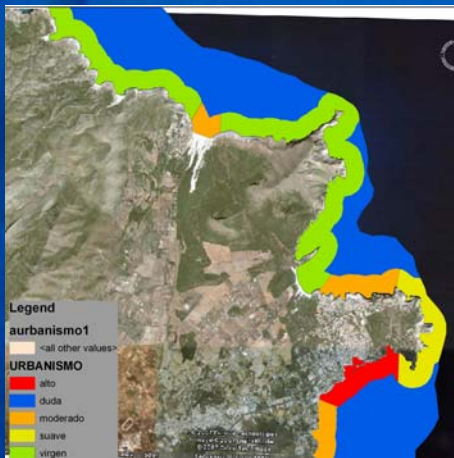 Legend
aurbanismo1
<all other values>
URBANISMO
alto
duda
moderado
suave
virgen